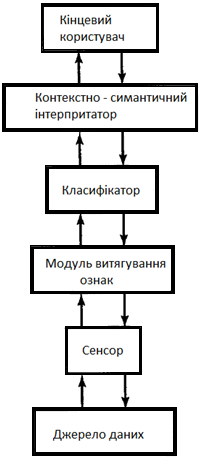 Кінцевий
користувач
Контекстно - симантичний
інтерпритатор
Класифікатор
Модуль витягування
ознак
Сенсор
Джерело даних